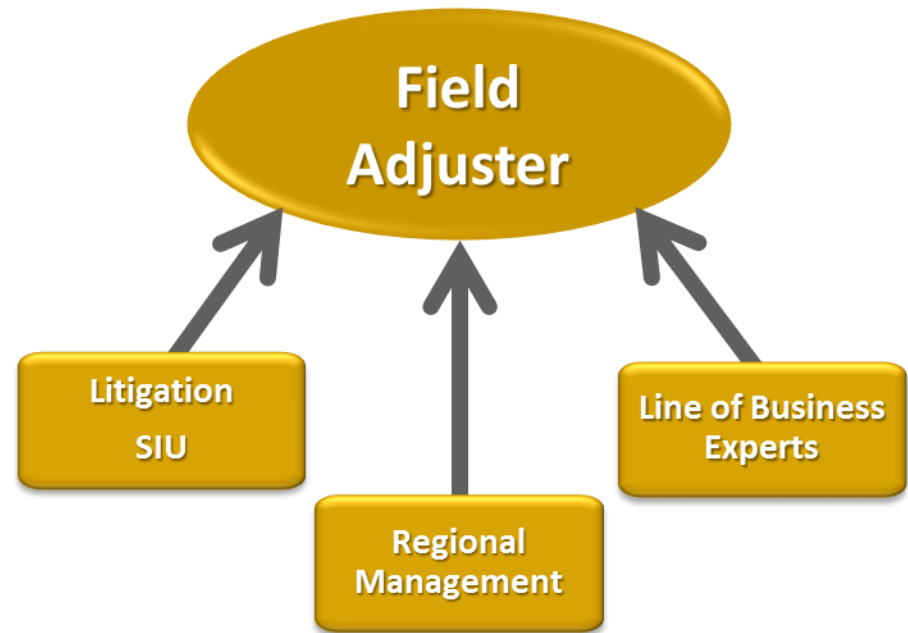 Field
Adjuster
Litigation
SIU
Line of Business
Experts
Regional
Management